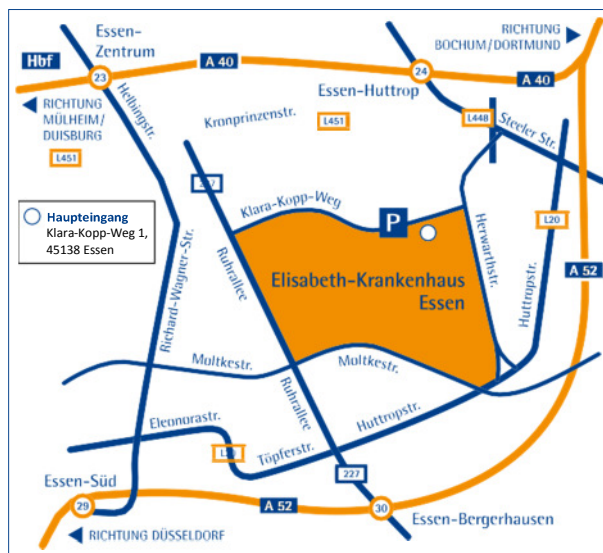 Essen-
Zentrum
Hbf
23
A 40
RICHTUNG
MÜLHEIM/
DUISBURG
L451
Helbingstr.
Kronprinzenstr.
L451
24
Essen-Huttrop
RICHTUNG
BOCHUM/DORTMUND
A 40
L448
Steeler Str.
L20
A 52
Haupteingang
Klara-Kopp-Weg 1,
45138 Essen
Klara-Kopp-Weg
P
Herwarthstr.
Huttropstr.
Elisabeth-Krankenhaus
Essen
Ruhrallee
Richard-Wagner-Str.
Moltkestr.
Moltkestr.
Ruhrallee
Huttropstr.
Eleonorastr.
Töpferstr.
227
Essen-Süd
29
A 52
30
Essen-Bergerhausen
RICHTUNG DÜSSELDORF